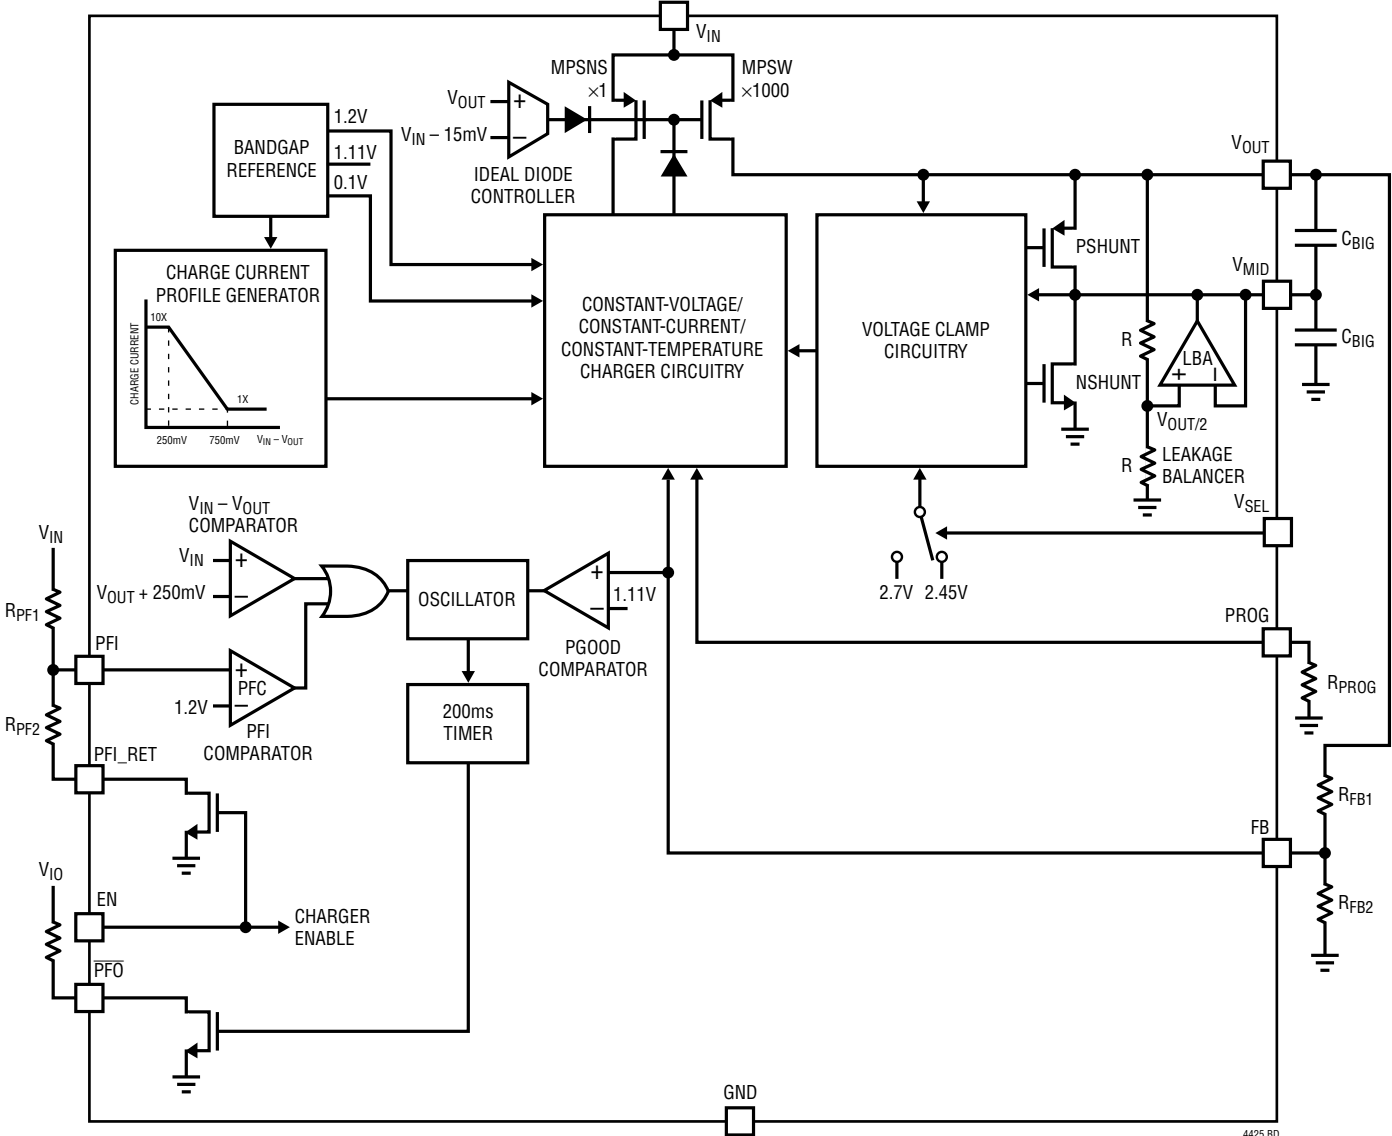 VIN
MPSNS
×1
MPSW
×1000
VOUT
VIN – 15mV
+
–
IDEAL DIODE
CONTROLLER
BANDGAP
REFERENCE
1.2V
1.11V
0.1V
CHARGE CURRENT
PROFILE GENERATOR
CHARGE CURRENT
10X
1X
250mV
750mV
VIN – VOUT
CONSTANT-VOLTAGE/
CONSTANT-CURRENT/
CONSTANT-TEMPERATURE
CHARGER CIRCUITRY
VOLTAGE CLAMP
CIRCUITRY
PSHUNT
NSHUNT
R
R
LBA
+
–
VOUT/2
LEAKAGE
BALANCER
VOUT
CBIG
VMID
CBIG
VSEL
2.7V
2.45V
PROG
RPROG
RFB1
FB
RFB2
VIN – VOUT
COMPARATOR
VIN
VOUT + 250mV
+
–
VIN
RPF1
PFI
RPF2
+
PFC
–
1.2V
PFI
COMPARATOR
OSCILLATOR
+
–
1.11V
PGOOD
COMPARATOR
200ms
TIMER
PFI_RET
VIO
EN
CHARGER
ENABLE
PFO
GND
4425 BD